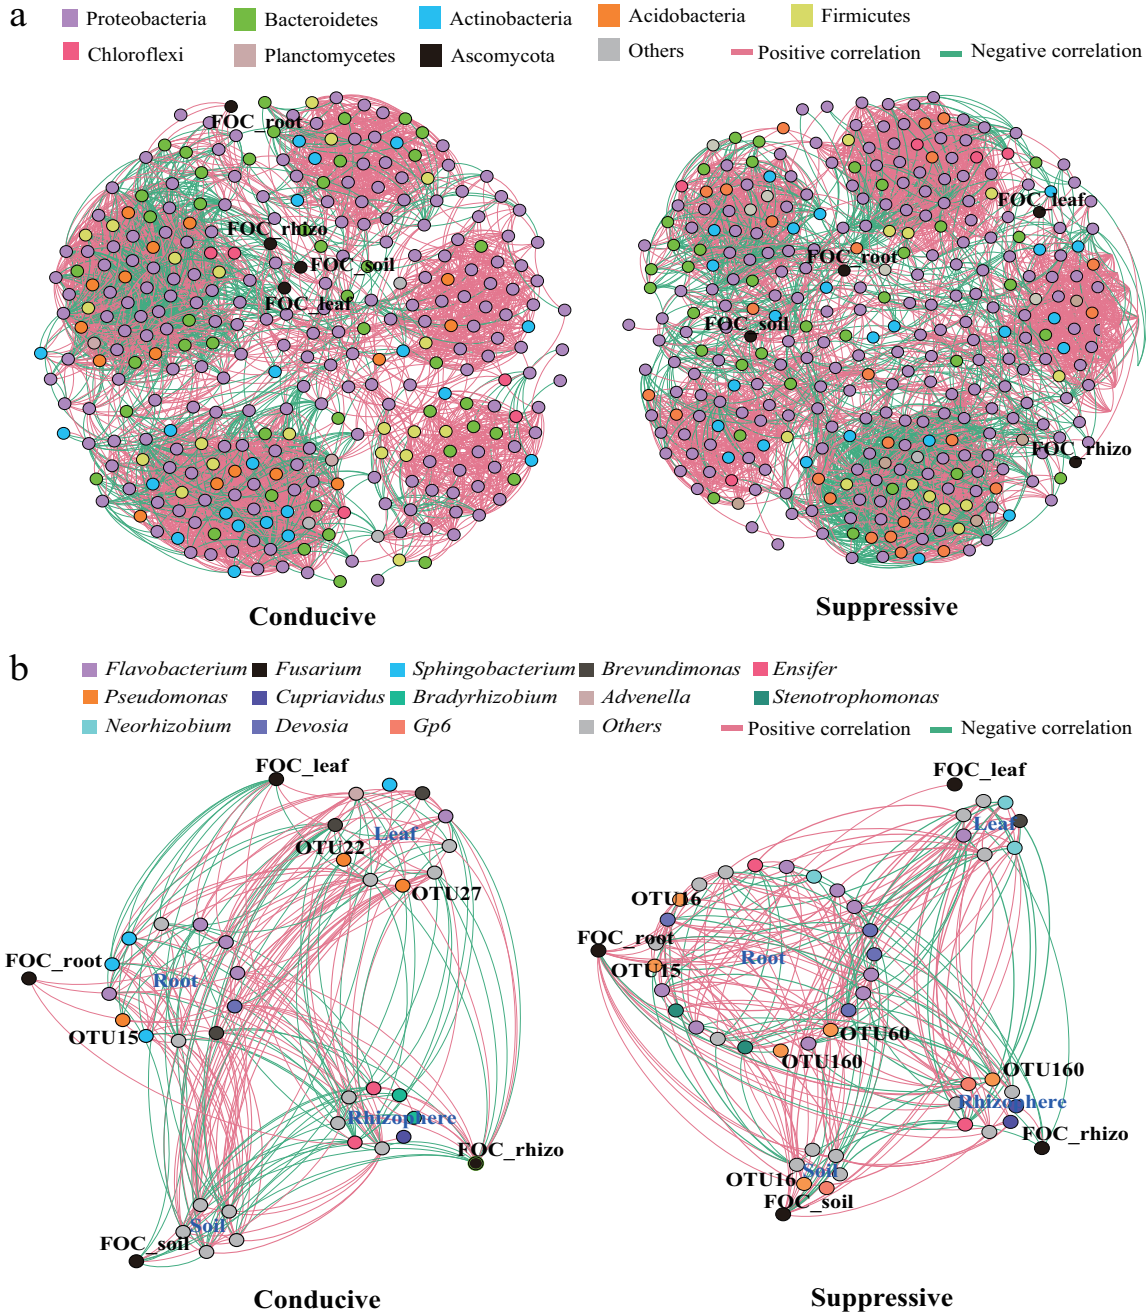 a
Proteobacteria Bacteroidetes Actinobacteria Acidobacteria Firmicutes
Chloroflexi Planctomycetes Ascomycota Others Positive correlation Negative correlation
FOC_root
FOC_rhizo
FOC_soil
FOC_leaf
Conducive
FOC_leaf
FOC_root
FOC_soil
FOC_rhizo
Suppressive
b
Flavobacterium Fusarium Sphingobacterium Brevundimonas Ensifer
Pseudomonas Cupriavidus Bradyrhizobium Advenella Stenotrophomonas
Neorhizobium Devosia Gp6 Others Positive correlation Negative correlation
FOC_leaf
Leaf
OTU22
OTU27
FOC_root
Root
OTU15
Rhizophere
FOC_rhizo
Soil
FOC_soil
Conducive
FOC_leaf
Leaf
OTU16
FOC_root
Root
OTU15
OTU60
OTU160
OTU160
Rhizophere
FOC_rhizo
Soil
OTU16
FOC_soil
Suppressive